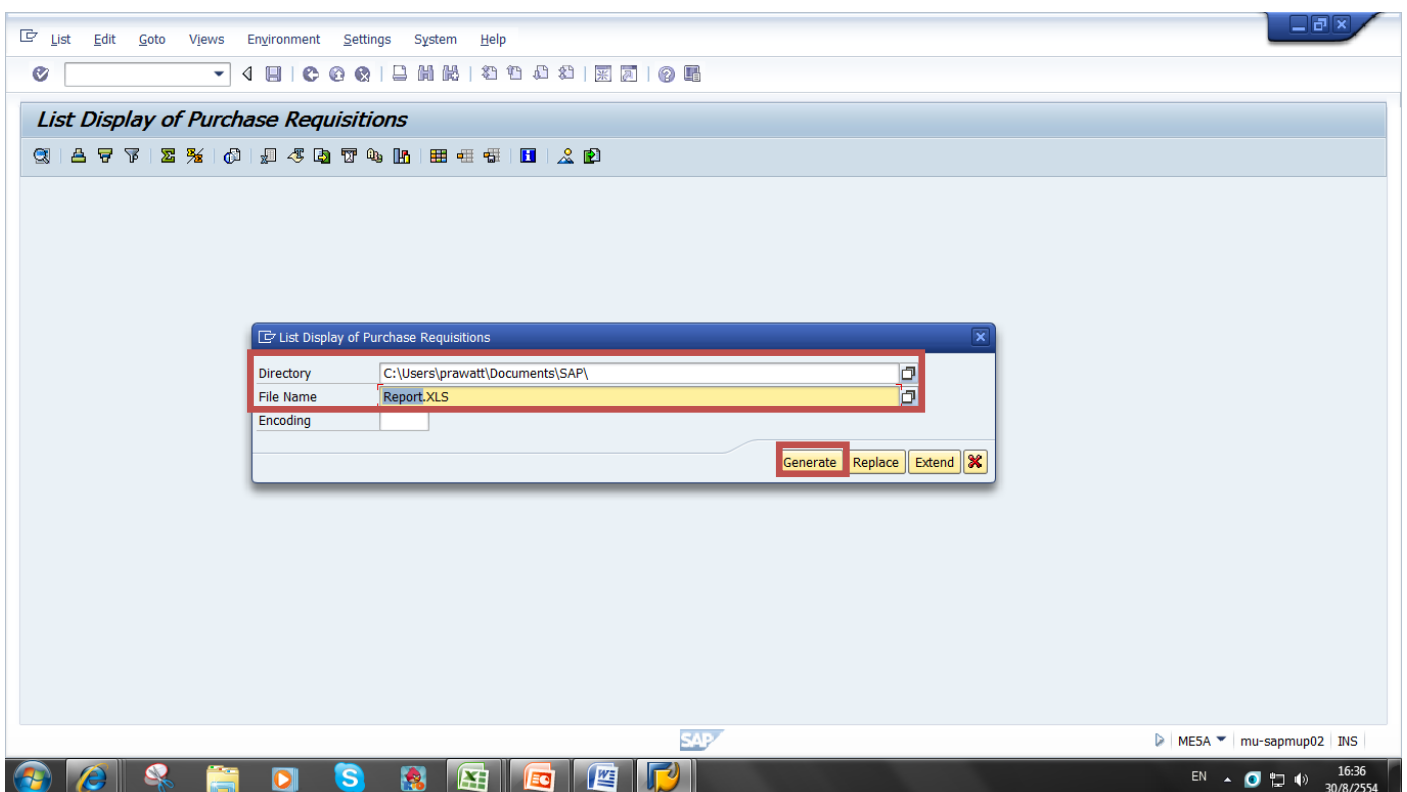 List Edit Goto Views Environment Settings System Help
List Display of Purchase Requisitions
List Display of Purchase Requisitions
Directory C:\Users\prawatt\Documents\SAP\
File Name Report.XLS
Encoding
Generate Replace Extend
SAP
ME5A mu-sapmup02 INS
EN 16:36
30/8/2554